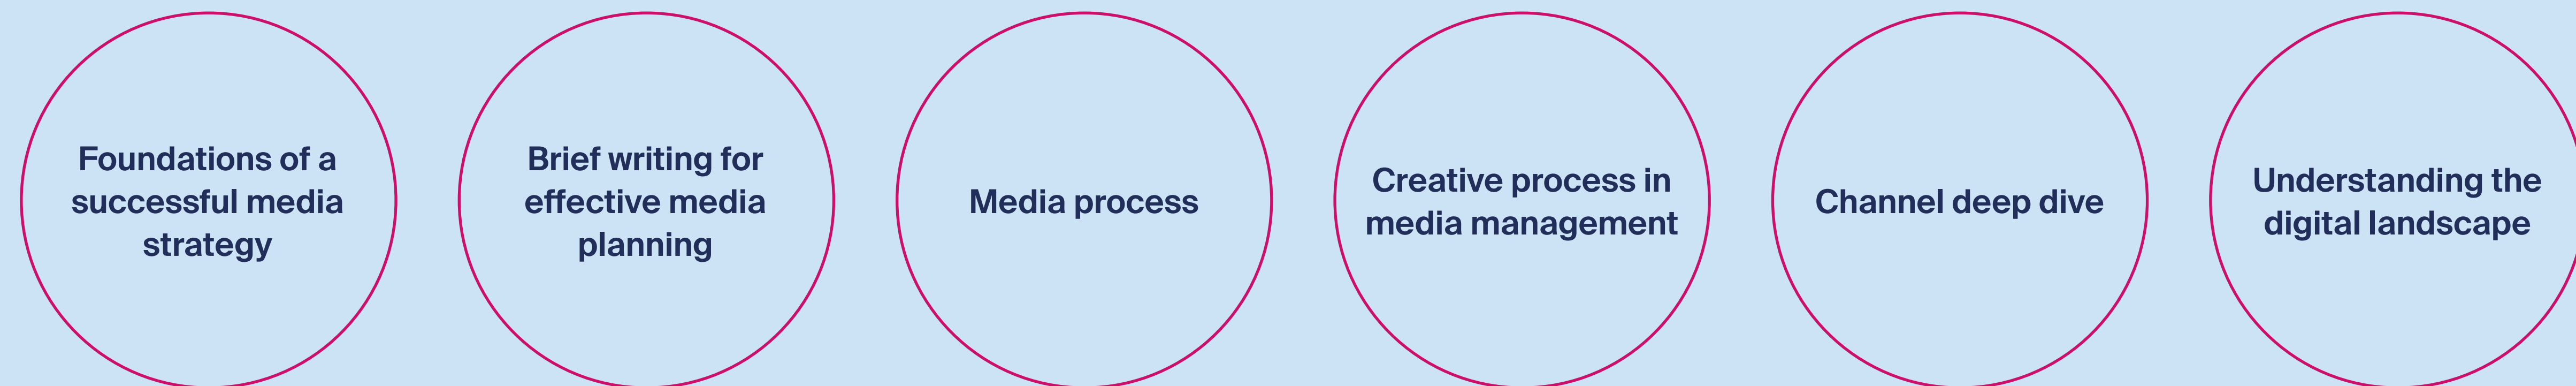 Foundations of a
successful media
strategy
Brief writing for
effective media
planning
Media process
Creative process in
media management
Channel deep dive
Understanding the
digital landscape